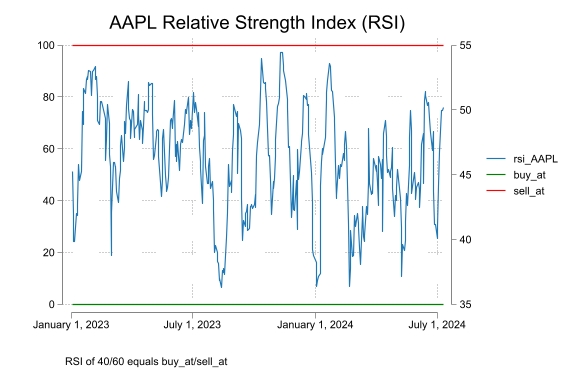 AAPL Relative Strength Index (RSI)
100
80
60
40
20
0
55
50
45
40
35
rsi_AAPL
buy_at
sell_at
January 1, 2023
July 1, 2023
January 1, 2024
July 1, 2024
RSI of 40/60 equals buy_at/sell_at